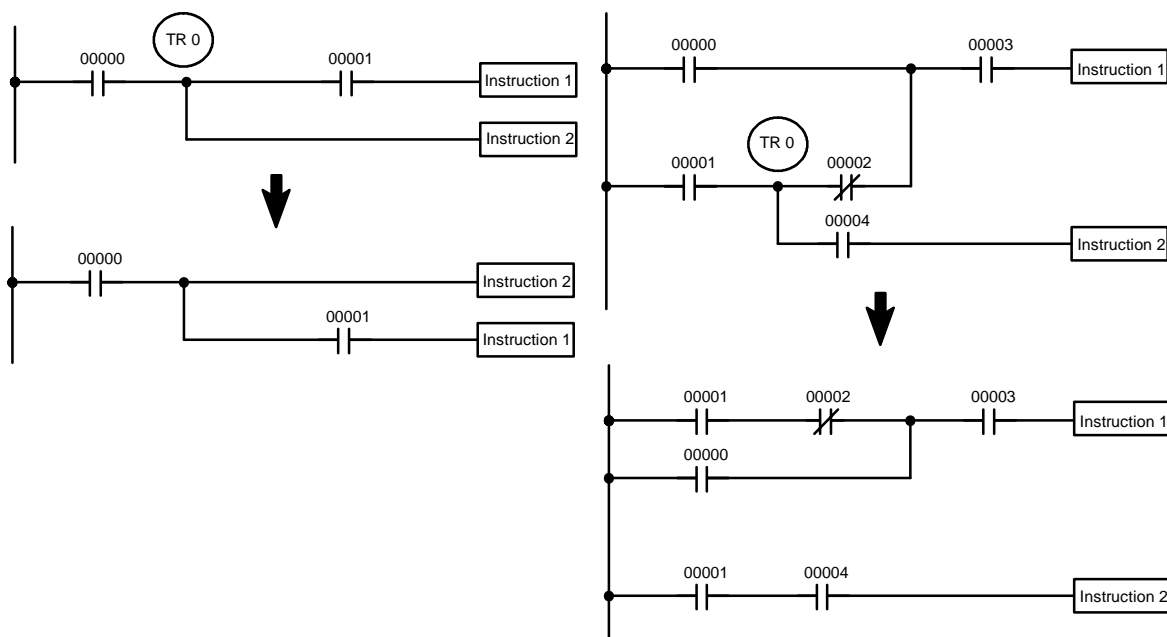 TR 0
00000
00001
Instruction 1
Instruction 2
00000
Instruction 2
00001
Instruction 1
00000
00003
Instruction 1
TR 0
00001
00002
00004
Instruction 2
00001
00002
00003
Instruction 1
00000
00001
00004
Instruction 2